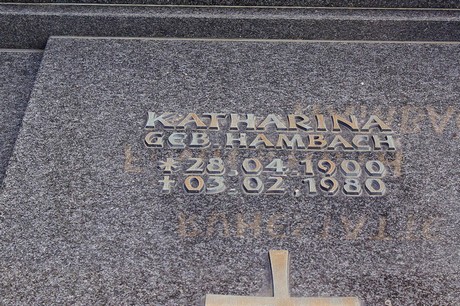 KATHARINA
GEB. HAMBACH
* 28.04.1900
† 03.02.1980